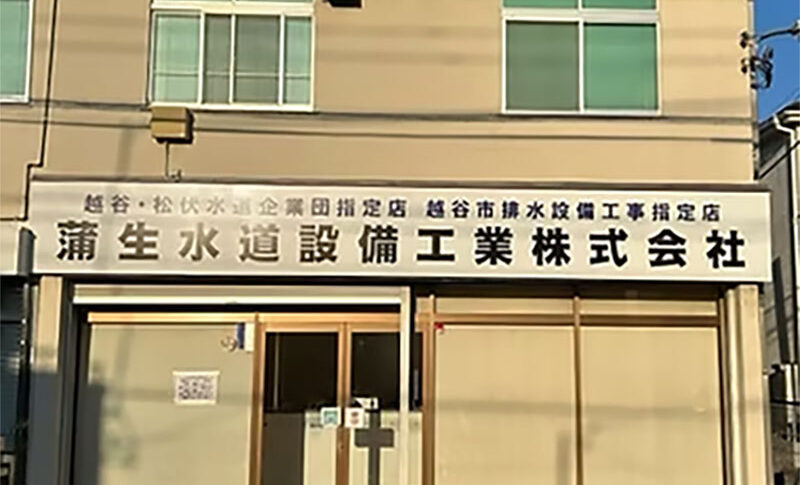 越谷・松伏水道企業団指定店 越谷市排水設備工事指定店
蒲生水道設備工業株式会社